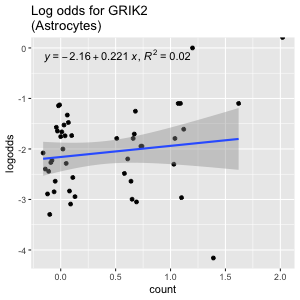 Log odds for GRIK2
(Astrocytes)
y = −2.16 + 0.221 x, R² = 0.02
0
-1
-2
-3
-4
logodds
0.0 0.5 1.0 1.5 2.0
count